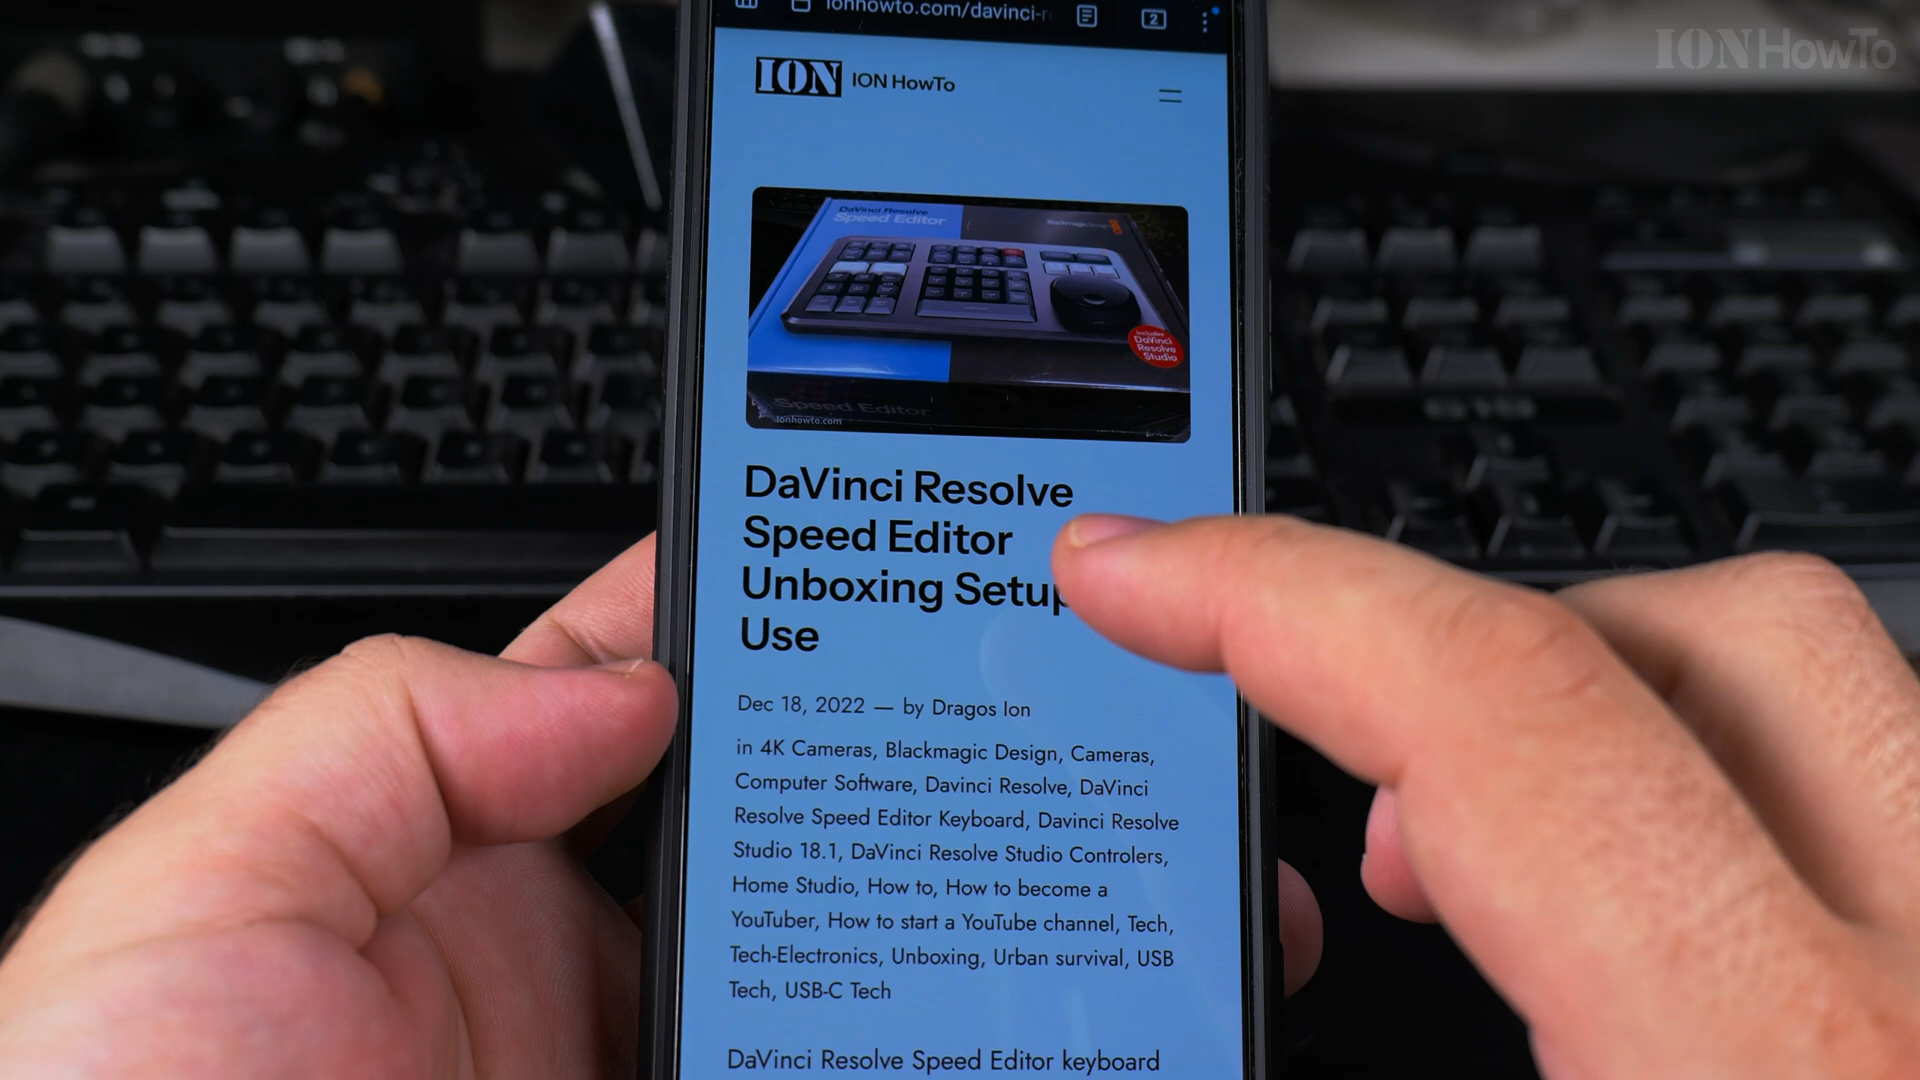 ionhowto.com/davinci-r
2
IONHowTo
ION ION HowTo
DaVinci Resolve
Speed Editor
Blackmagicdesign
Includes
DaVinci
Resolve
Studio
Speed Editor
ionhowto.com
DaVinci Resolve
Speed Editor
Unboxing Setup
Use
Dec 18, 2022 — by Dragos Ion
in 4K Cameras, Blackmagic Design, Cameras,
Computer Software, Davinci Resolve, DaVinci
Resolve Speed Editor Keyboard, Davinci Resolve
Studio 18.1, DaVinci Resolve Studio Controlers,
Home Studio, How to, How to become a
YouTuber, How to start a YouTube channel, Tech,
Tech-Electronics, Unboxing, Urban survival, USB
Tech, USB-C Tech
DaVinci Resolve Speed Editor keyboard